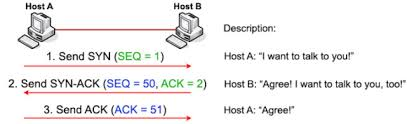 Host A Host B
Description:
1. Send SYN (SEQ = 1) Host A: “I want to talk to you!”
2. Send SYN-ACK (SEQ = 50, ACK = 2) Host B: “Agree! I want to talk to you, too!”
3. Send ACK (ACK = 51) Host A: “Agree!”